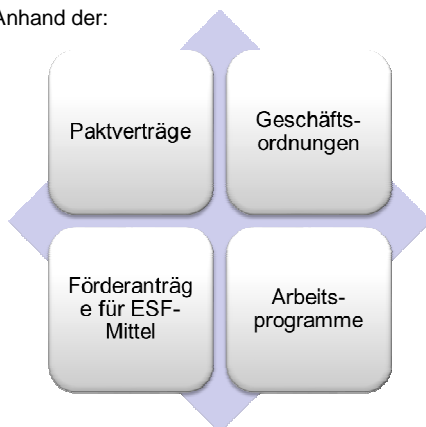 Anhand der:
Paktverträge
Geschäfts-
ordnungen
Förderanträg
e für ESF-
Mittel
Arbeits-
programme